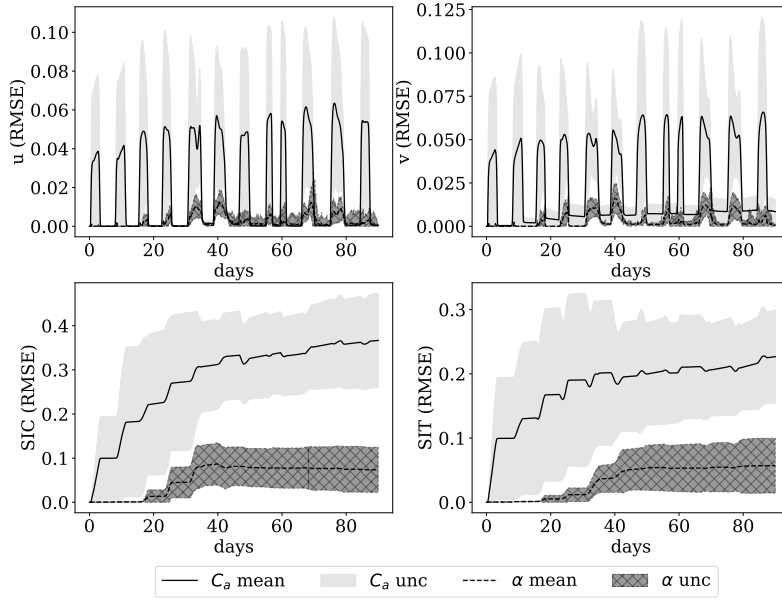 u (RMSE)
0.10
0.08
0.06
0.04
0.02
0.00
0 20 40 60 80
days
v (RMSE)
0.125
0.100
0.075
0.050
0.025
0.000
0 20 40 60 80
days
SIC (RMSE)
0.4
0.3
0.2
0.1
0.0
0 20 40 60 80
days
SIT (RMSE)
0.3
0.2
0.1
0.0
0 20 40 60 80
days
Cₐ mean Cₐ unc α mean α unc